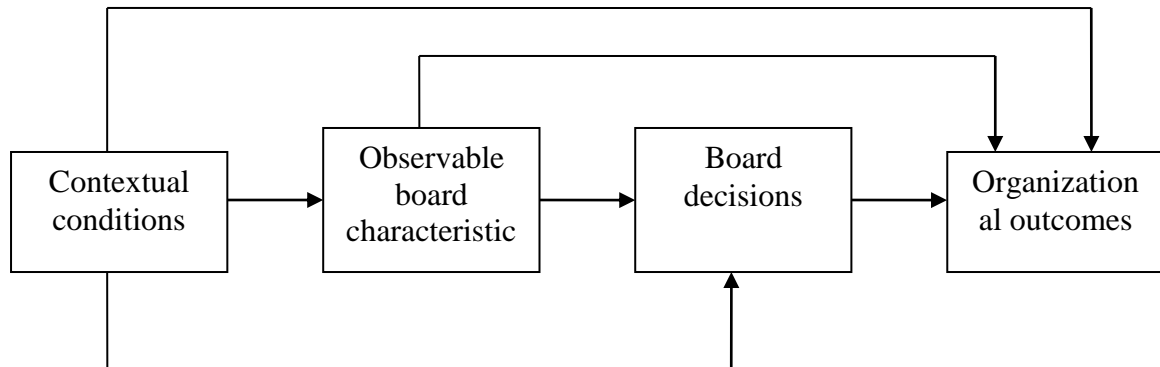 Contextual
conditions
Observable
board
characteristic
Board
decisions
Organization
al outcomes